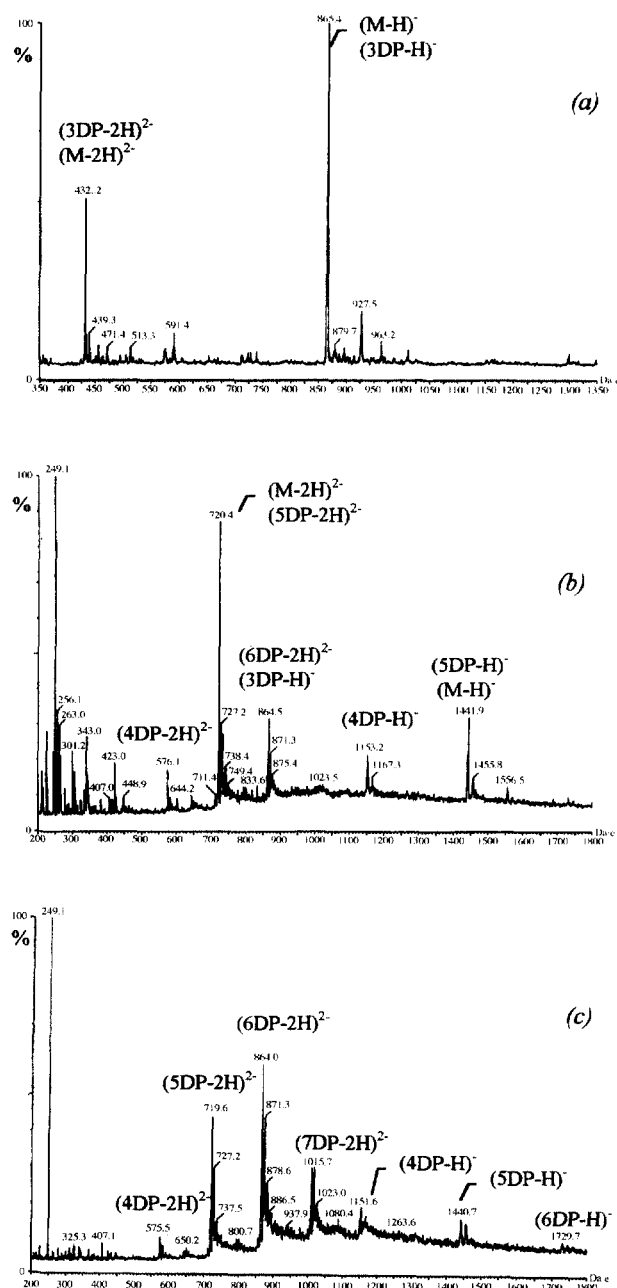 100
%
865.4
(M-H)⁻
(3DP-H)⁻
(a)
(3DP-2H)²⁻
(M-2H)²⁻
432.2
439.3
471.4
513.3
591.4
879.7
927.5
963.2
0
350 400 450 500 550 600 650 700 750 800 850 900 950 1000 1050 1100 1150 1200 1250 1300 1350
Da/e
100
%
249.1
720.4
(M-2H)²⁻
(5DP-2H)²⁻
(b)
(6DP-2H)²⁻
(3DP-H)⁻
(5DP-H)⁻
(M-H)⁻
(4DP-2H)²⁻
(4DP-H)⁻
256.1
263.0
301.2
343.0
407.0
423.0
448.9
576.1
644.2
711.4
727.2
738.4
749.4
833.6
864.5
871.3
875.4
1023.5
1153.2
1167.3
1441.9
1455.8
1556.5
0
200 300 400 500 600 700 800 900 1000 1100 1200 1300 1400 1500 1600 1700 1800
Da/e
100
%
249.1
(c)
(6DP-2H)²⁻
864.0
(5DP-2H)²⁻
719.6
(7DP-2H)²⁻
1015.7
(4DP-H)⁻
(5DP-H)⁻
(4DP-2H)²⁻
(6DP-H)⁻
325.3
407.1
575.5
650.2
727.2
737.5
800.7
871.3
878.6
886.5
937.9
1023.0
1080.4
1151.6
1263.6
1440.7
1729.7
0
200 300 400 500 600 700 800 900 1000 1100 1200 1300 1400 1500 1600 1700 1800
Da/e